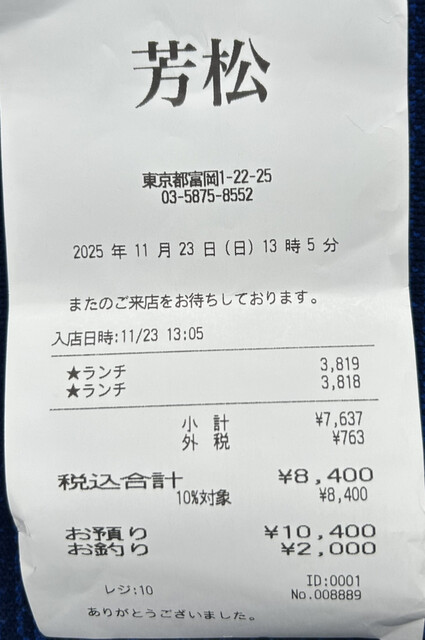 芳松
東京都富岡1-22-25
03-5875-8552
2025 年 11 月 23 日 (日) 13 時 5 分
またのご来店をお待ちしております。
入店日時:11/23 13:05
★ランチ 3,819
★ランチ 3,818
小 計 ¥7,637
外 税 ¥763
税込合計 ¥8,400
10%対象 ¥8,400
お預り ¥10,400
お釣り ¥2,000
レジ:10 ID:0001
No.008889
ありがとうございました。